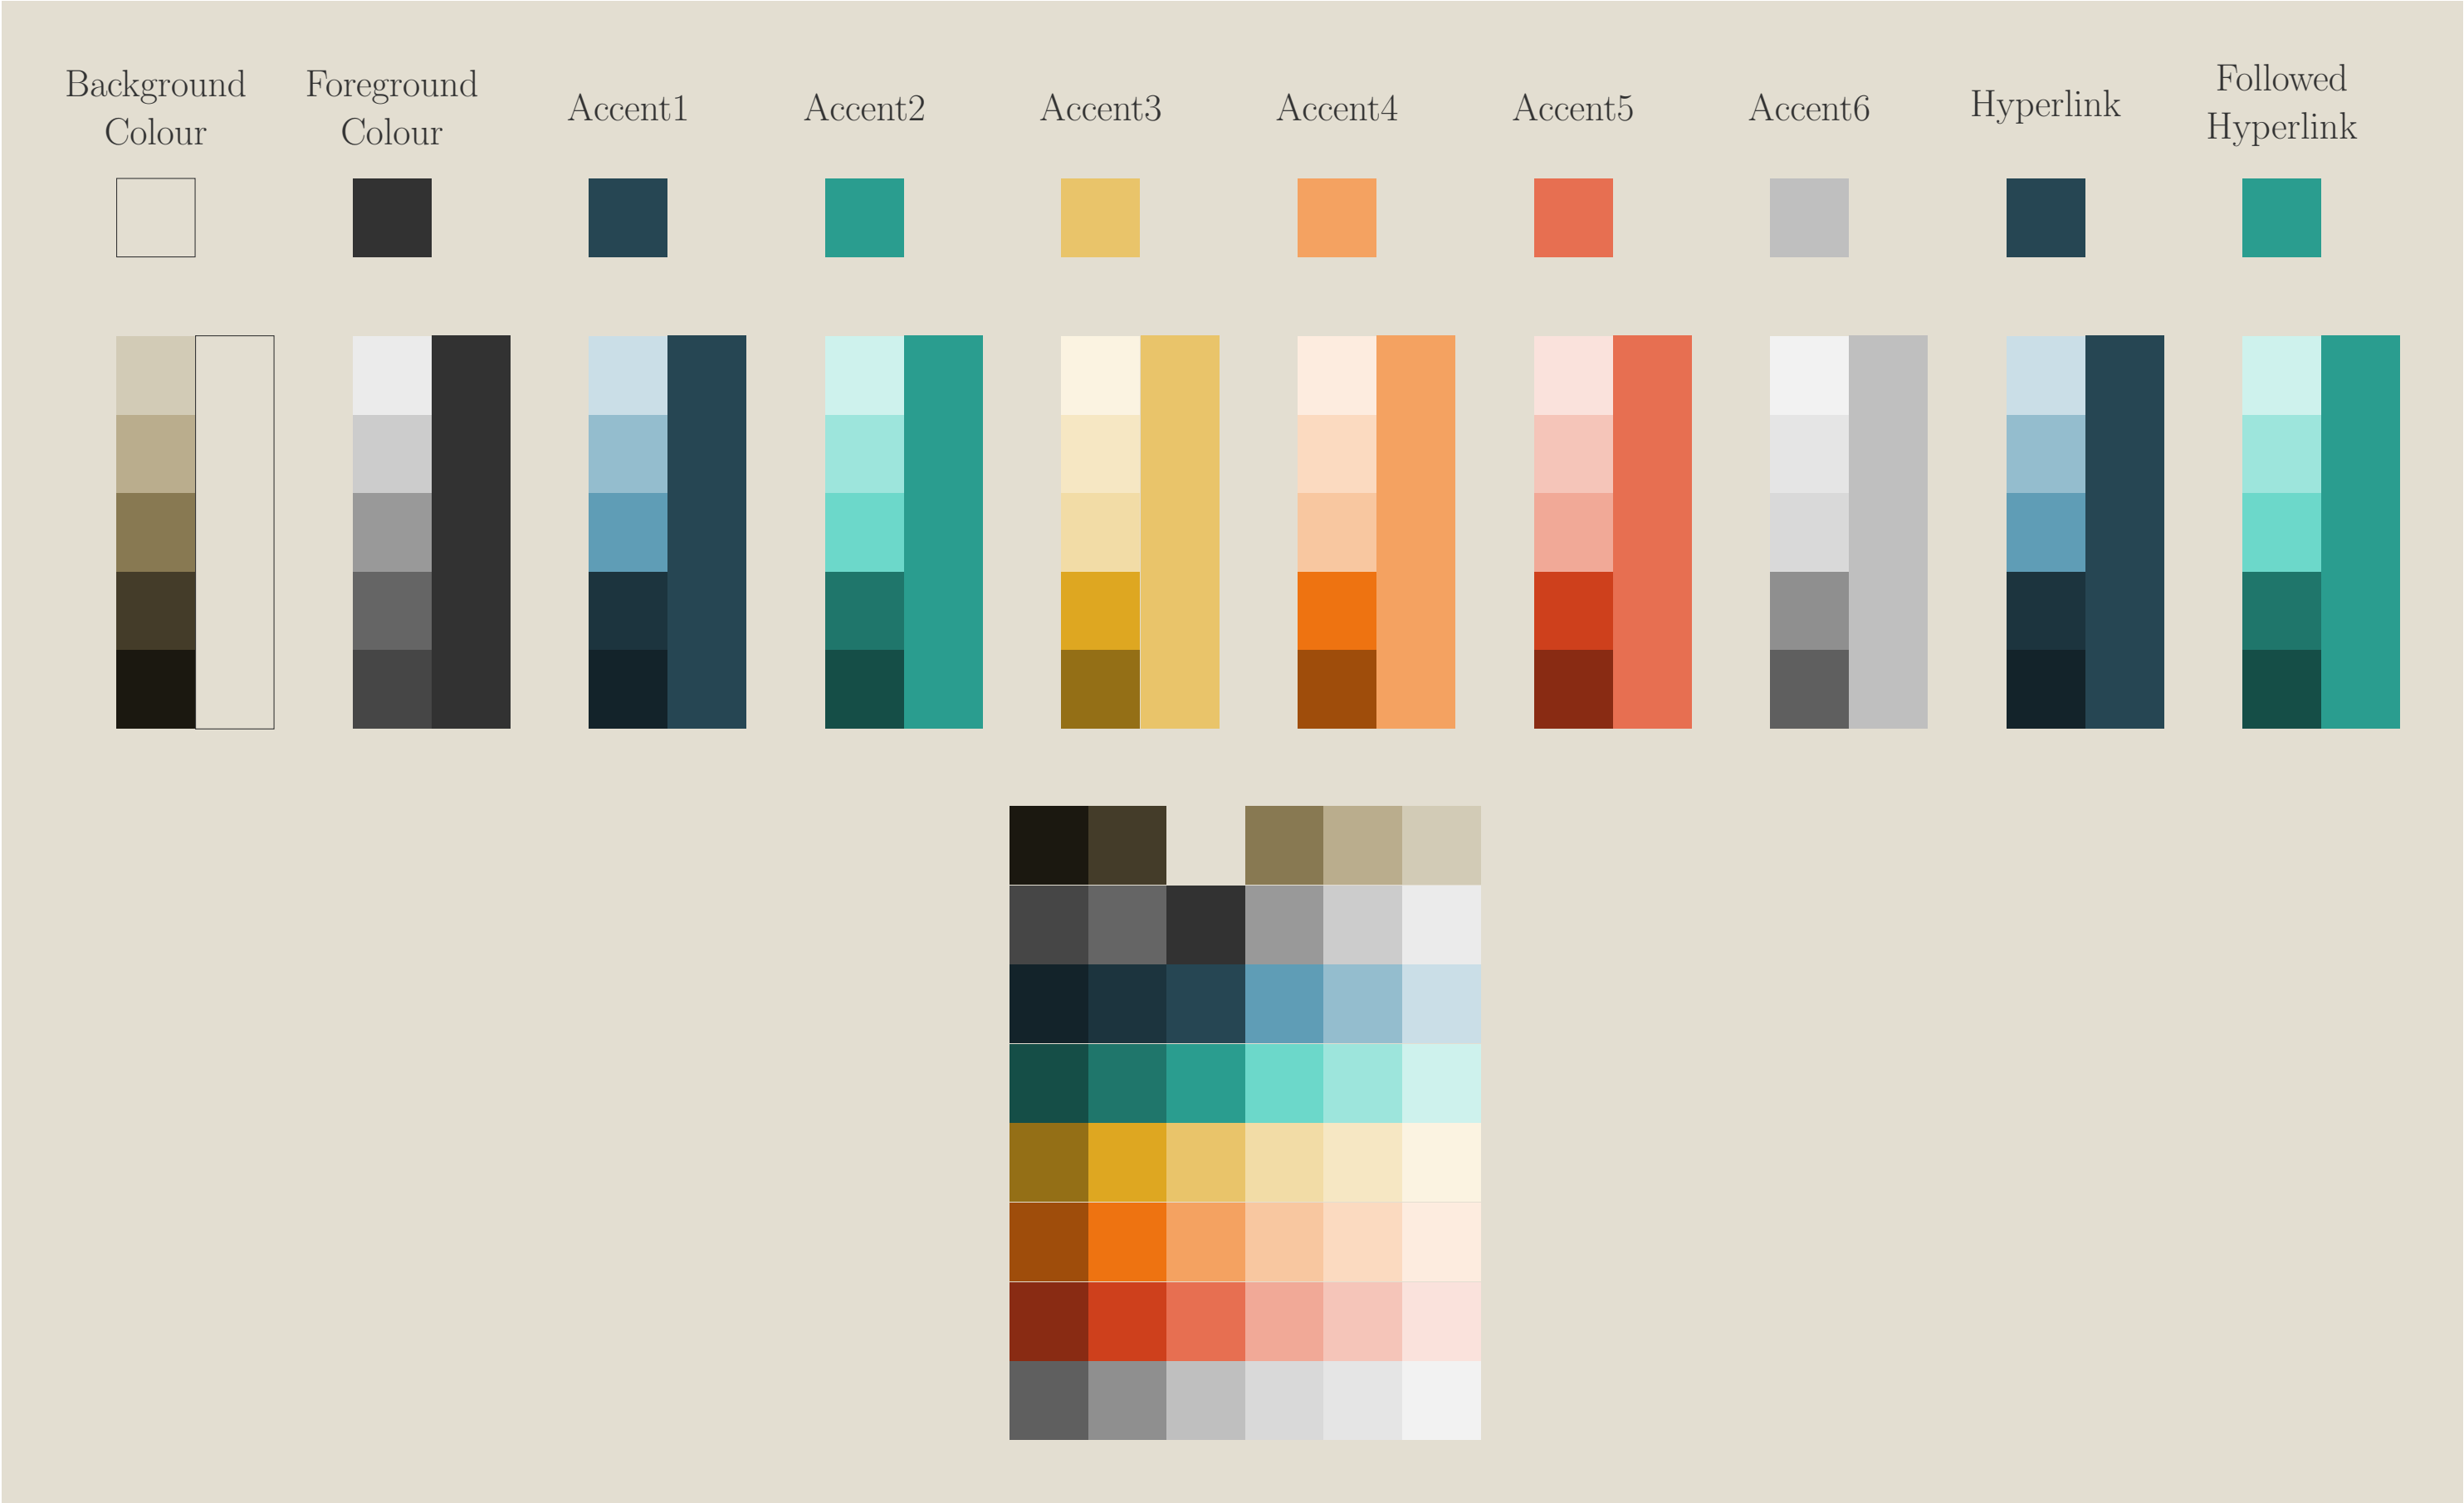 Background
Colour
Foreground
Colour
Accent1
Accent2
Accent3
Accent4
Accent5
Accent6
Hyperlink
Followed
Hyperlink